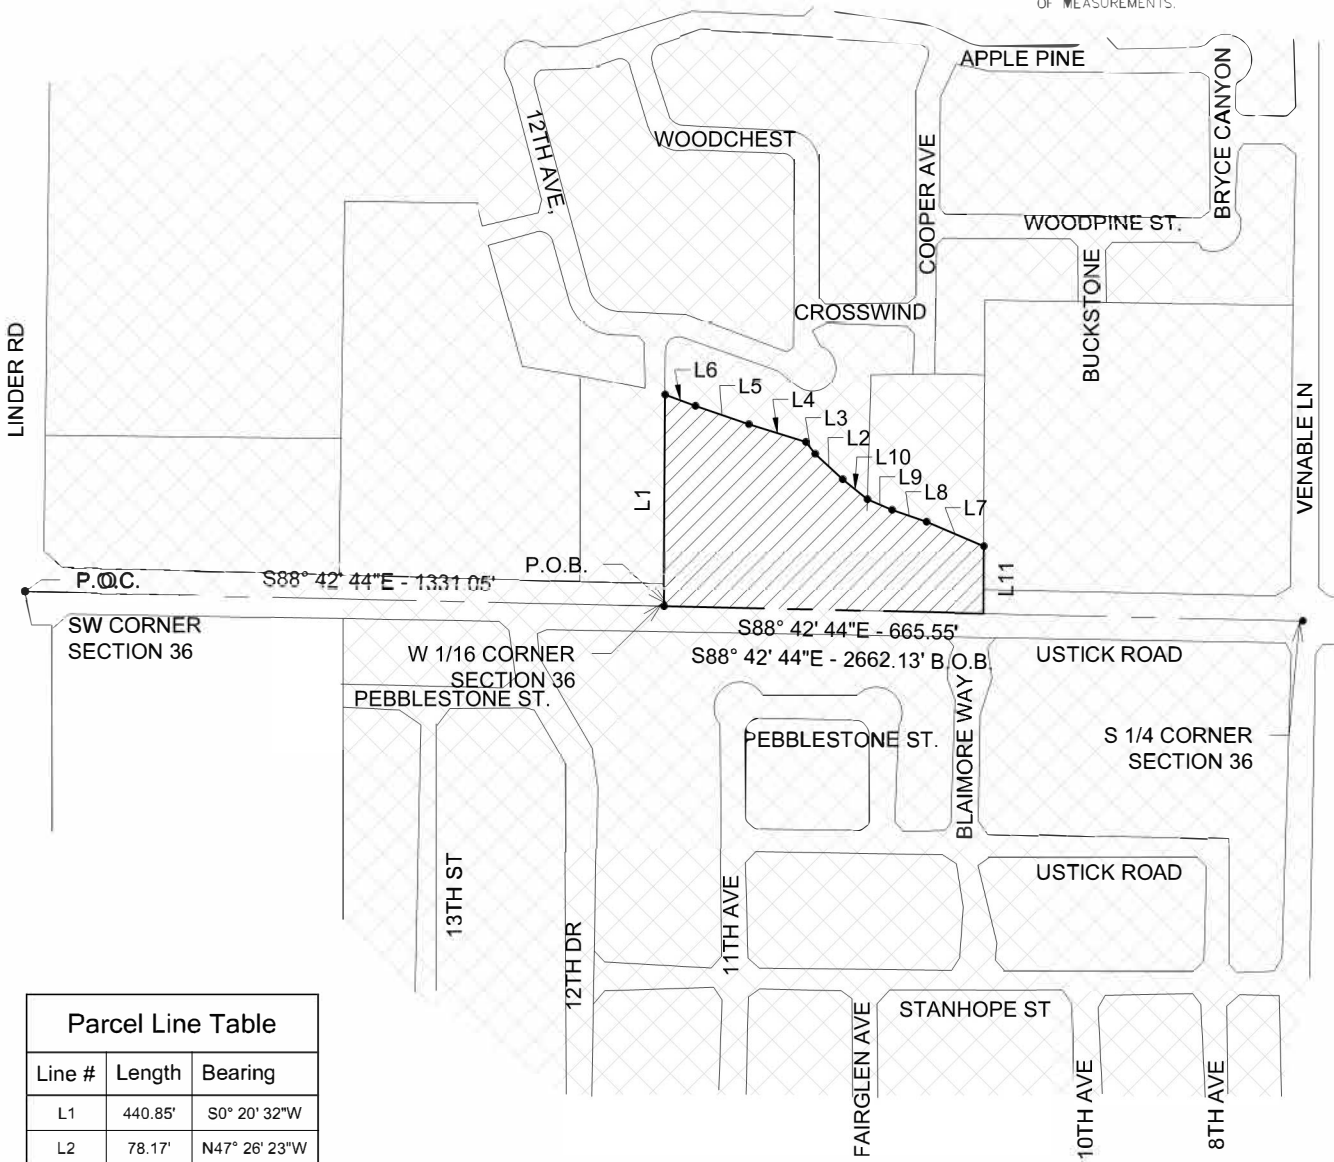 OF MEASUREMENTS.
APPLE PINE
BRYCE CANYON
12TH AVE,
WOODCHEST
COOPER AVE
WOODPINE ST.
BUCKSTONE
CROSSWIND
LINDER RD
VENABLE LN
L6
L5
L4
L3
L2
L10
L9
L8
L7
L1
L11
P.O.B.
P.O.C.
S88° 42' 44"E - 1331.05'
SW CORNER
SECTION 36
W 1/16 CORNER
SECTION 36
S88° 42' 44"E - 665.55'
S88° 42' 44"E - 2662.13' B.O.B.
USTICK ROAD
PEBBLESTONE ST.
PEBBLESTONE ST.
BLAIMORE WAY
S 1/4 CORNER
SECTION 36
13TH ST
12TH DR
11TH AVE
USTICK ROAD
STANHOPE ST
FAIRGLEN AVE
10TH AVE
8TH AVE
Parcel Line Table
Line # Length Bearing
L1 440.85' S0° 20' 32"W
L2 78.17' N47° 26' 23"W